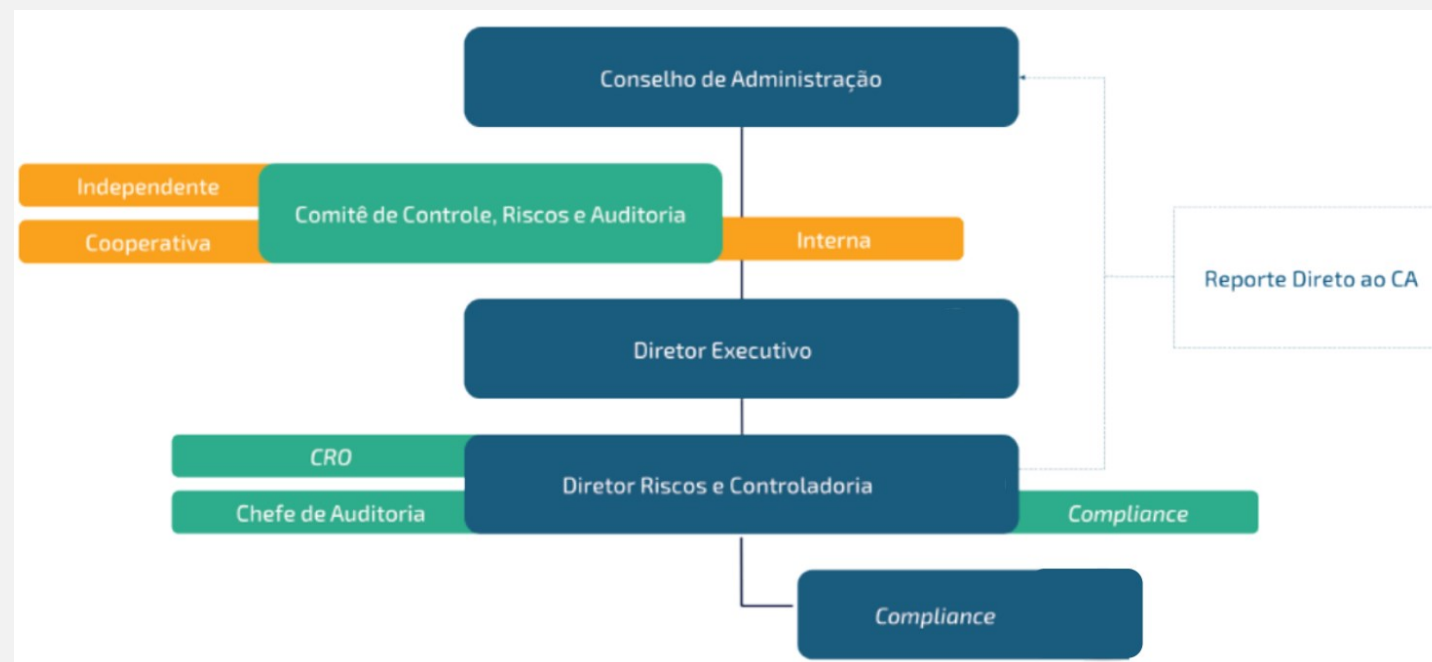 Conselho de Administração
Independente
Comitê de Controle, Riscos e Auditoria
Cooperativa
Interna
Reporte Direto ao CA
Diretor Executivo
CRO
Diretor Riscos e Controladoria
Chefe de Auditoria
Compliance
Compliance